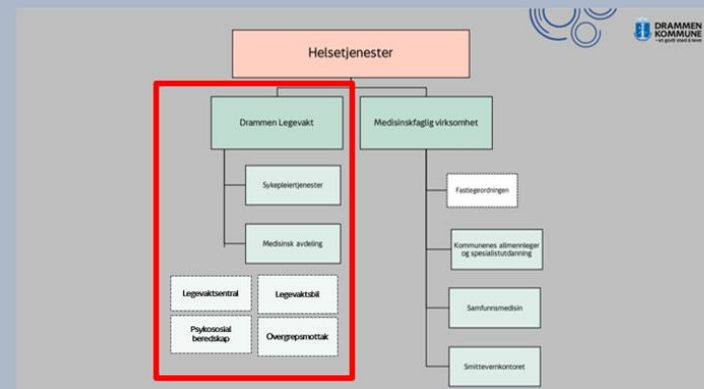 DRAMMEN
KOMMUNE
Helsetjenester
Drammen Legevakt
Medisinskfaglig virksomhet
Sykepleiertjenester
Medisinsk avdeling
Legevaktsentral
Legevaktsbil
Psykososial
beredskap
Overgrepsmottak
Fastlegeordningen
Kommunenes allmennleger
og spesialistutdanning
Samfunnsmedisin
Smittevernkontoret